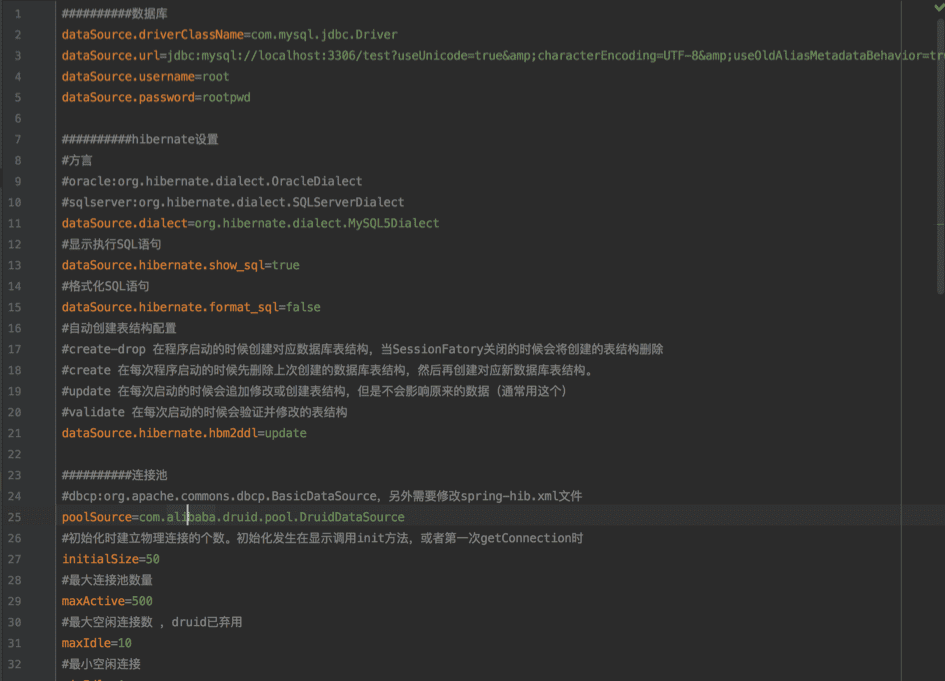 1 ##########数据库
2 dataSource.driverClassName=com.mysql.jdbc.Driver
3 dataSource.url=jdbc:mysql://localhost:3306/test?useUnicode=true&amp;characterEncoding=UTF-8&amp;useOldAliasMetadataBehavior=tr
4 dataSource.username=root
5 dataSource.password=rootpwd
6
7 ##########hibernate设置
8 #方言
9 #oracle:org.hibernate.dialect.OracleDialect
10 #sqlserver:org.hibernate.dialect.SQLServerDialect
11 dataSource.dialect=org.hibernate.dialect.MySQL5Dialect
12 #显示执行SQL语句
13 dataSource.hibernate.show_sql=true
14 #格式化SQL语句
15 dataSource.hibernate.format_sql=false
16 #自动创建表结构配置
17 #create-drop 在程序启动的时候创建对应数据库表结构，当SessionFatory关闭的时候会将创建的表结构删除
18 #create 在每次程序启动的时候先删除上次创建的数据库表结构，然后再创建对应新数据库表结构。
19 #update 在每次启动的时候会追加修改或创建表结构，但是不会影响原来的数据（通常用这个）
20 #validate 在每次启动的时候会验证并修改的表结构
21 dataSource.hibernate.hbm2ddl=update
22
23 ##########连接池
24 #dbcp:org.apache.commons.dbcp.BasicDataSource，另外需要修改spring-hib.xml文件
25 poolSource=com.alibaba.druid.pool.DruidDataSource
26 #初始化时建立物理连接的个数。初始化发生在显示调用init方法，或者第一次getConnection时
27 initialSize=50
28 #最大连接池数量
29 maxActive=500
30 #最大空闲连接数 ，druid已弃用
31 maxIdle=10
32 #最小空闲连接